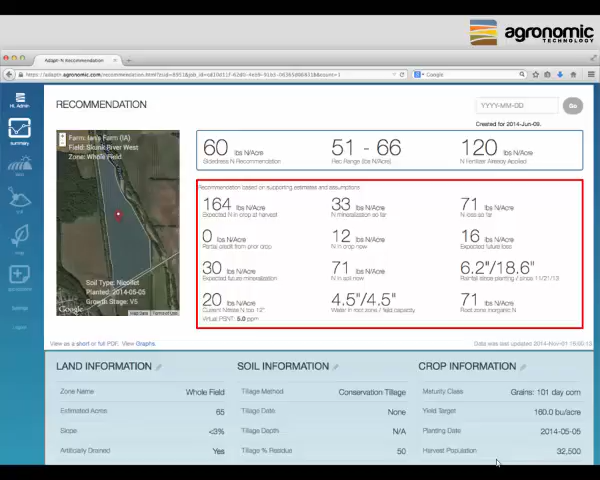 agronomic
TECHNOLOGY
Adapt-N Recommendation
Google
Hi, Admin
summary
RECOMMENDATION
YYYY-MM-DD
Go
Created for 2014-Jun-09.
Farm: Ian's Farm (IA)
Field: Skunk River West
Zone: Whole Field
Soil Type: Nicollet
Planted: 2014-05-05
Growth Stage: V5
Google
Map Data Terms of Use
60 lbs N/Acre
Sidedress N Recommendation
51 - 66
Rec Range (lbs N/Acre)
120 lbs N/Acre
N Fertilizer Already Applied
Recommendation based on supporting estimates and assumptions
164 lbs N/Acre
Expected N in crop at harvest
33 lbs N/Acre
N mineralization so far
71 lbs N/Acre
N loss so far
0 lbs N/Acre
Partial credit from prior crop
12 lbs N/Acre
N in crop now
16 lbs N/Acre
Expected future loss
30 lbs N/Acre
Expected future mineralization
71 lbs N/Acre
N in soil now
6.2"/18.6"
Rainfall since planting / since 11/21/13
20 lbs N/Acre
Current Nitrate N top 12"
Virtual PSNT: 5.0 ppm
4.5"/4.5"
Water in root zone / field capacity
71 lbs N/Acre
Root zone inorganic N
View as a short or full PDF. View Graphs.
LAND INFORMATION
Zone Name Whole Field
Estimated Acres 65
Slope <3%
Artificially Drained Yes
SOIL INFORMATION
Tillage Method Conservation Tillage
Tillage Date None
Tillage Depth N/A
Tillage % Residue 50
CROP INFORMATION
Maturity Class Grains: 101 day corn
Yield Target 160.0 bu/acre
Planting Date 2014-05-05
Harvest Population 32,500